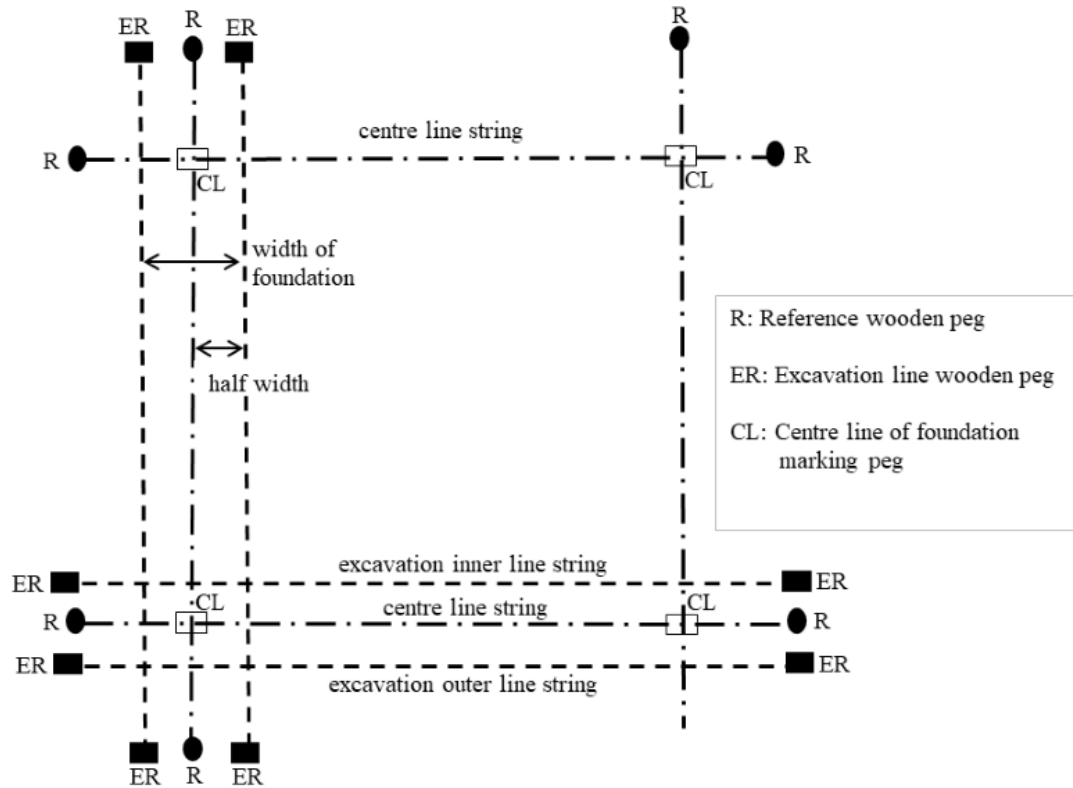 ER
R
ER
R
centre line string
R
R
CL
CL
width of
foundation
half width
R: Reference wooden peg
ER: Excavation line wooden peg
CL: Centre line of foundation
marking peg
excavation inner line string
ER
ER
CL
centre line string
CL
R
R
ER
ER
excavation outer line string
ER
R
ER